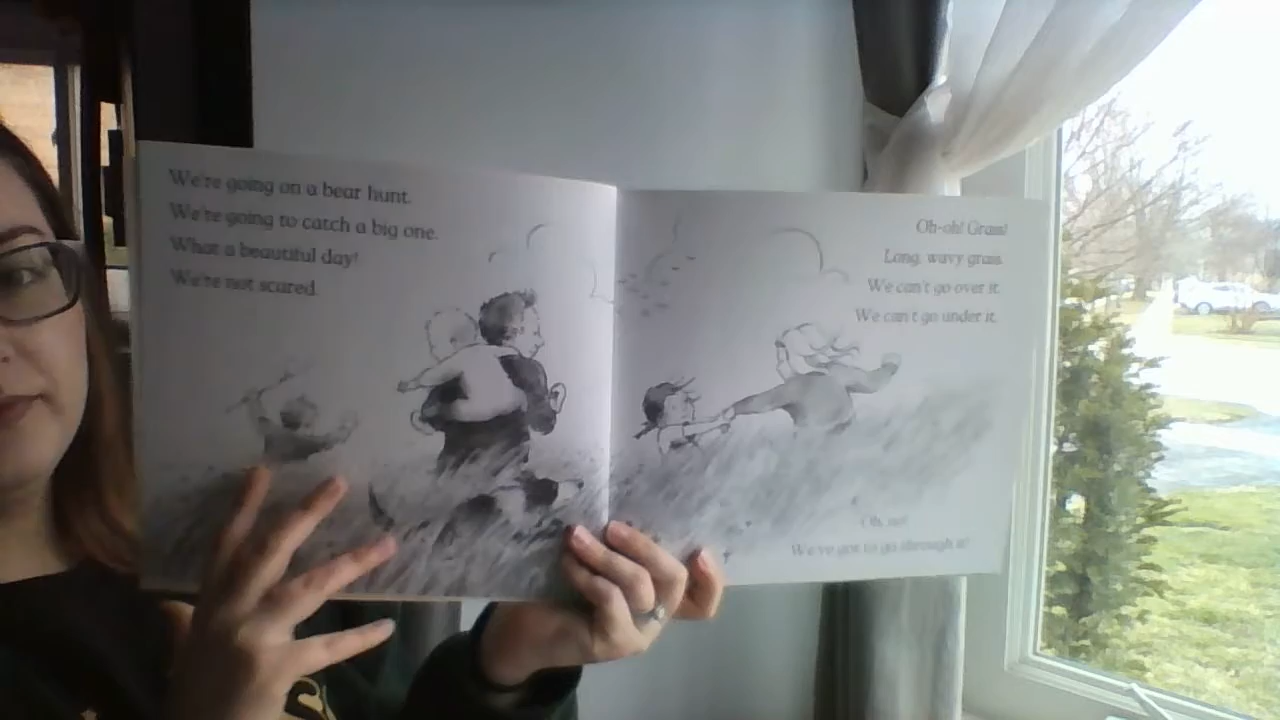 We're going on a bear hunt.
We're going to catch a big one.
What a beautiful day!
We're not scared.
Oh-oh! Grass!
Long, wavy grass.
We can't go over it.
We can't go under it.
Oh, no!
We've got to go through it!